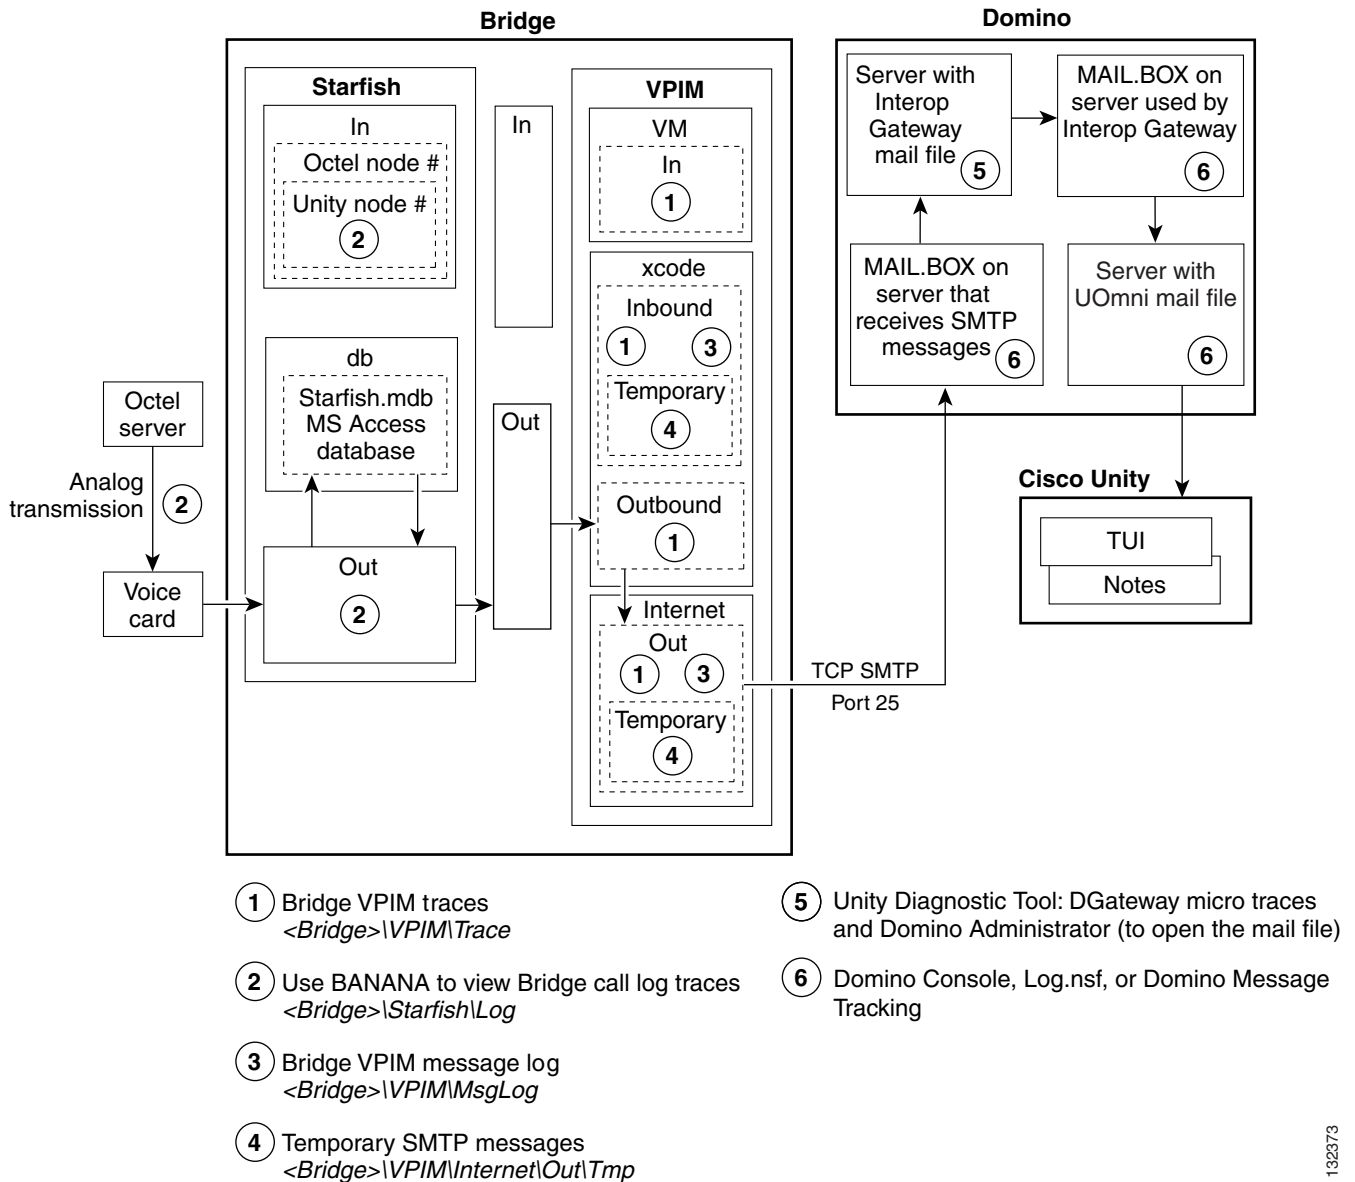 Bridge
Domino
Starfish
In
Octel node #
Unity node #
2
db
Starfish.mdb
MS Access
database
Out
2
Octel
server
Analog
transmission
2
Voice
card
In
Out
VPIM
VM
In
1
xcode
Inbound
1 3
Temporary
4
Outbound
1
Internet
Out
1 3
Temporary
4
TCP SMTP
Port 25
Server with
Interop
Gateway
mail file
5
MAIL.BOX on
server used by
Interop Gateway
6
MAIL.BOX on
server that
receives SMTP
messages
6
Server with
UOmni mail file
6
Cisco Unity
TUI
Notes
1 Bridge VPIM traces
<Bridge>\VPIM\Trace
2 Use BANANA to view Bridge call log traces
<Bridge>\Starfish\Log
3 Bridge VPIM message log
<Bridge>\VPIM\MsgLog
4 Temporary SMTP messages
<Bridge>\VPIM\Internet\Out\Tmp
5 Unity Diagnostic Tool: DGateway micro traces
and Domino Administrator (to open the mail file)
6 Domino Console, Log.nsf, or Domino Message
Tracking
132373